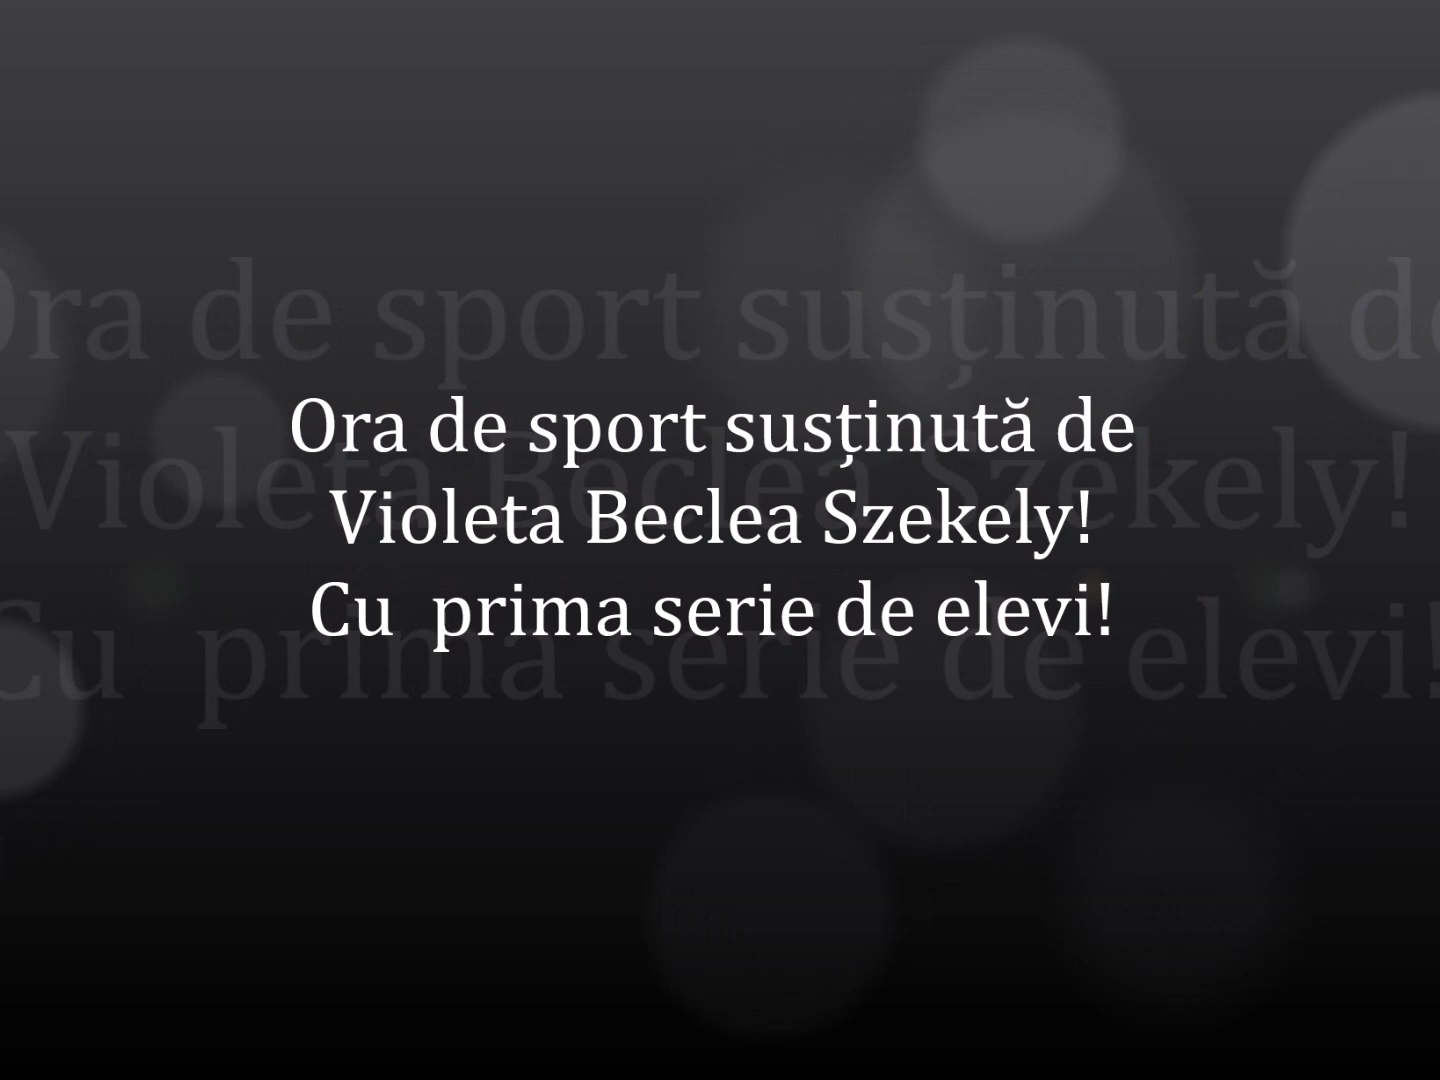 Ora de sport susținută de
Violeta Beclea Szekely!
Cu  prima serie de elevi!